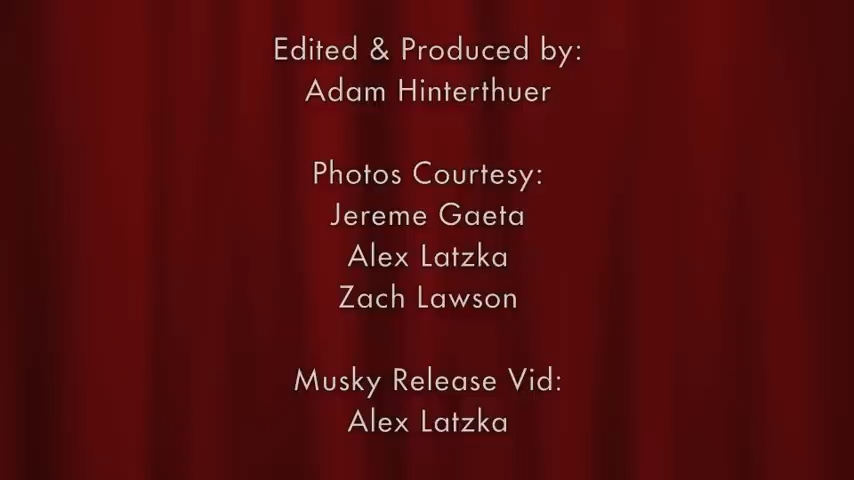 Edited & Produced by:
Adam Hinterthuer
Photos Courtesy:
Jereme Gaeta
Alex Latzka
Zach Lawson
Musky Release Vid:
Alex Latzka